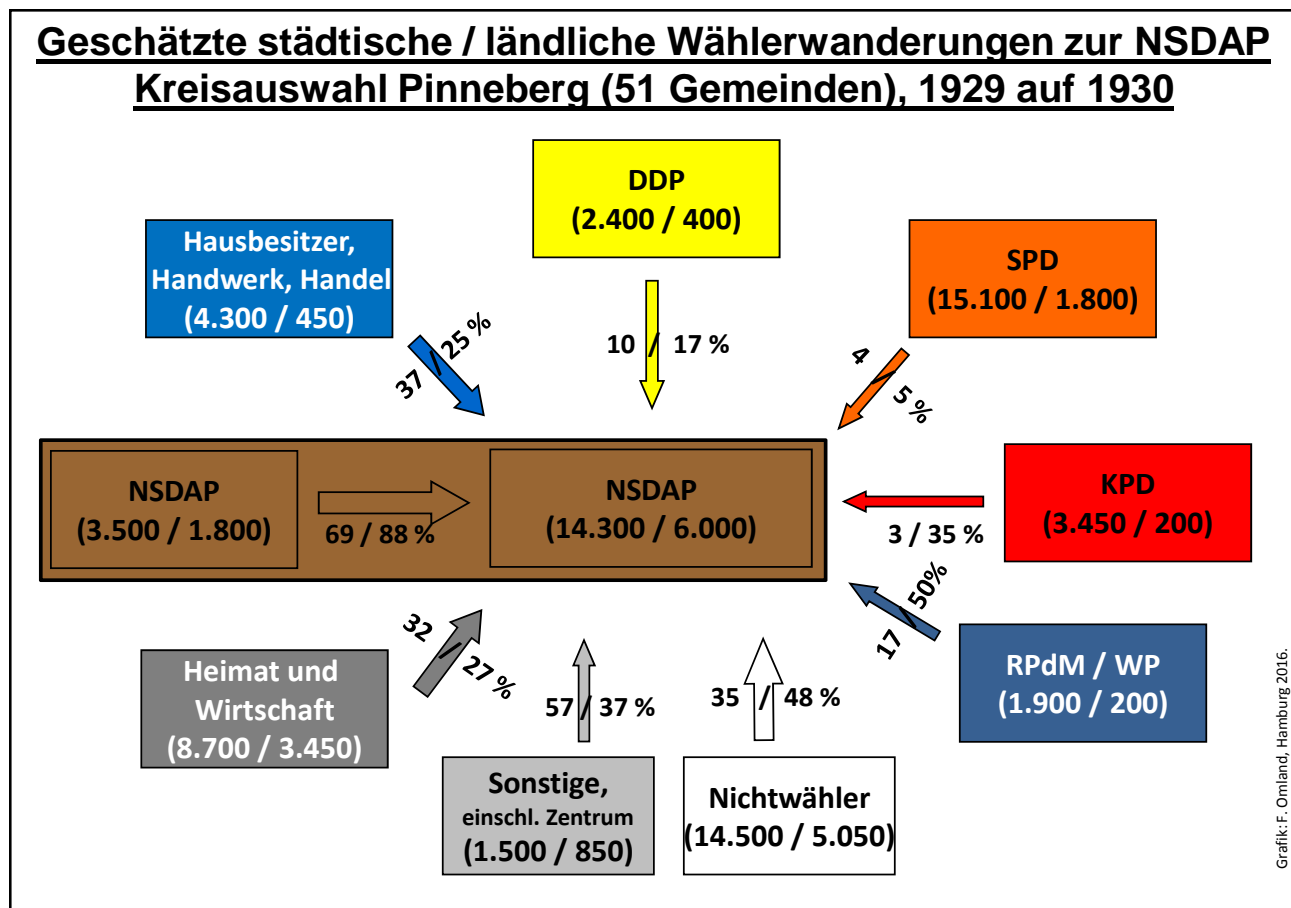 Geschätzte städtische / ländliche Wählerwanderungen zur NSDAP
Kreisauswahl Pinneberg (51 Gemeinden), 1929 auf 1930
DDP
(2.400 / 400)
Hausbesitzer,
Handwerk, Handel
(4.300 / 450)
SPD
(15.100 / 1.800)
37 / 25 %
10 / 17 %
4 / 5 %
NSDAP
(3.500 / 1.800)
69 / 88 %
NSDAP
(14.300 / 6.000)
KPD
(3.450 / 200)
3 / 35 %
17 / 50%
RPdM / WP
(1.900 / 200)
32 / 27 %
Heimat und
Wirtschaft
(8.700 / 3.450)
57 / 37 %
Sonstige,
einschl. Zentrum
(1.500 / 850)
35 / 48 %
Nichtwähler
(14.500 / 5.050)
Grafik: F. Omland, Hamburg 2016.